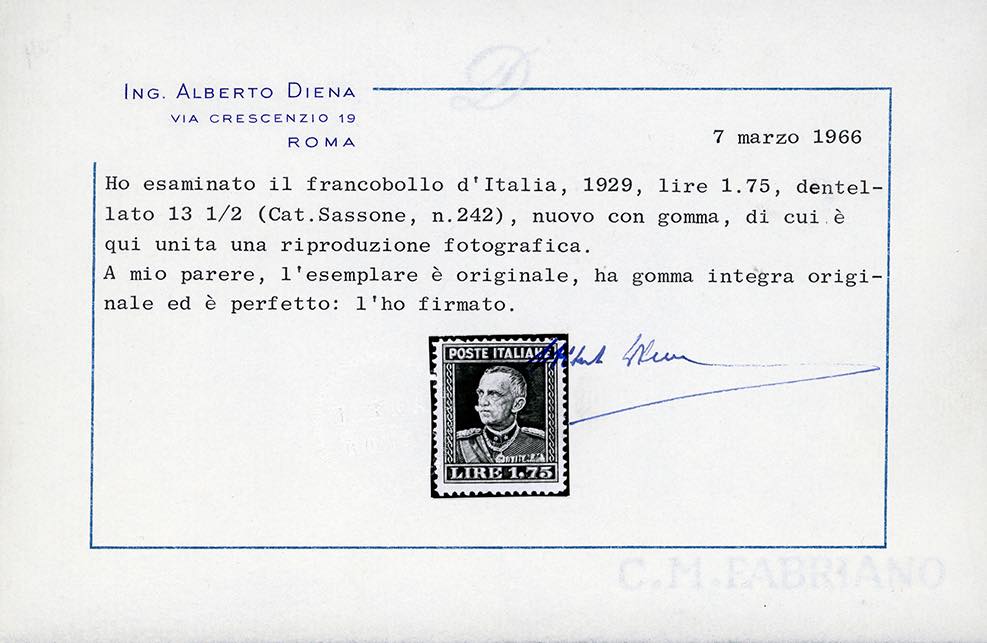 ING. ALBERTO DIENA
VIA CRESCENZIO 19
ROMA
7 marzo 1966
Ho esaminato il francobollo d'Italia, 1929, lire 1.75, dentel-
lato 13 1/2 (Cat.Sassone, n.242), nuovo con gomma, di cui è
qui unita una riproduzione fotografica.
A mio parere, l'esemplare è originale, ha gomma integra origi-
nale ed è perfetto: l'ho firmato.
Alberto Diena
POSTE ITALIANE
LIRE 1.75
C.M.FABRIANO